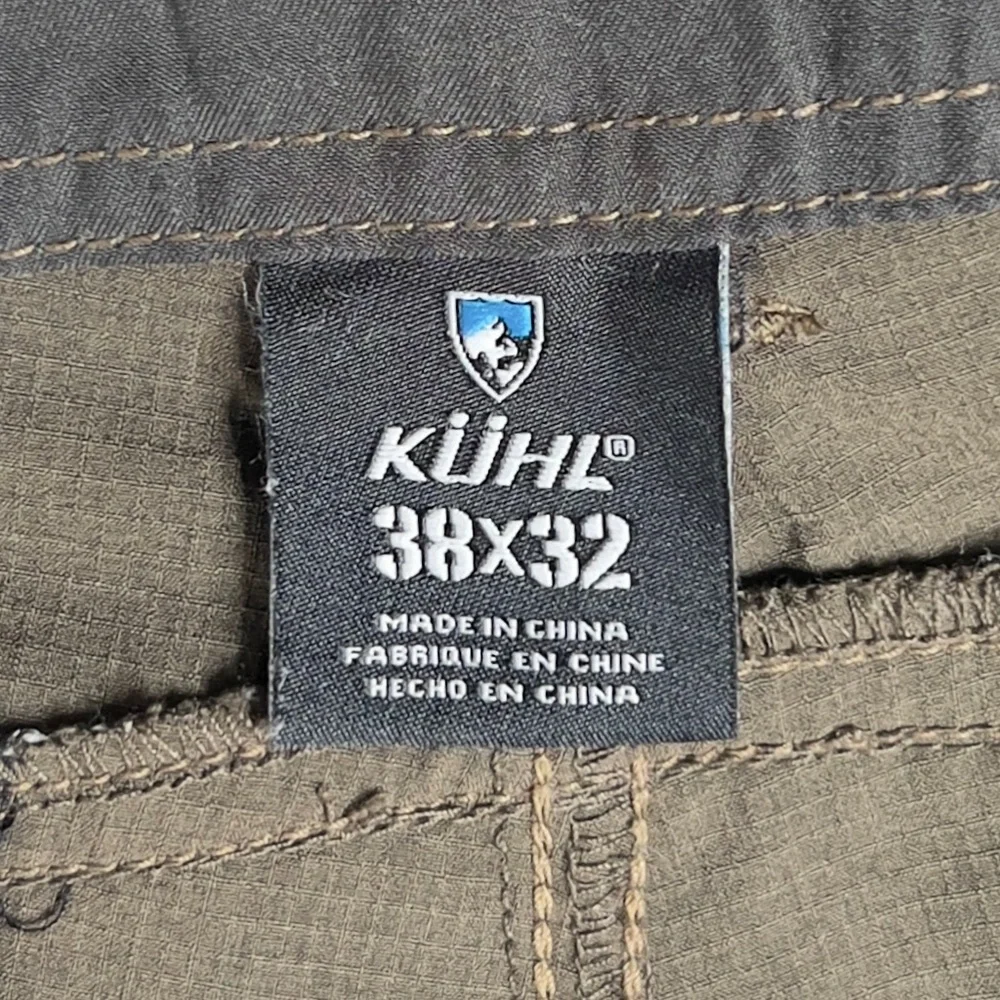 KÜHL®
38X32
MADE IN CHINA
FABRIQUE EN CHINE
HECHO EN CHINA